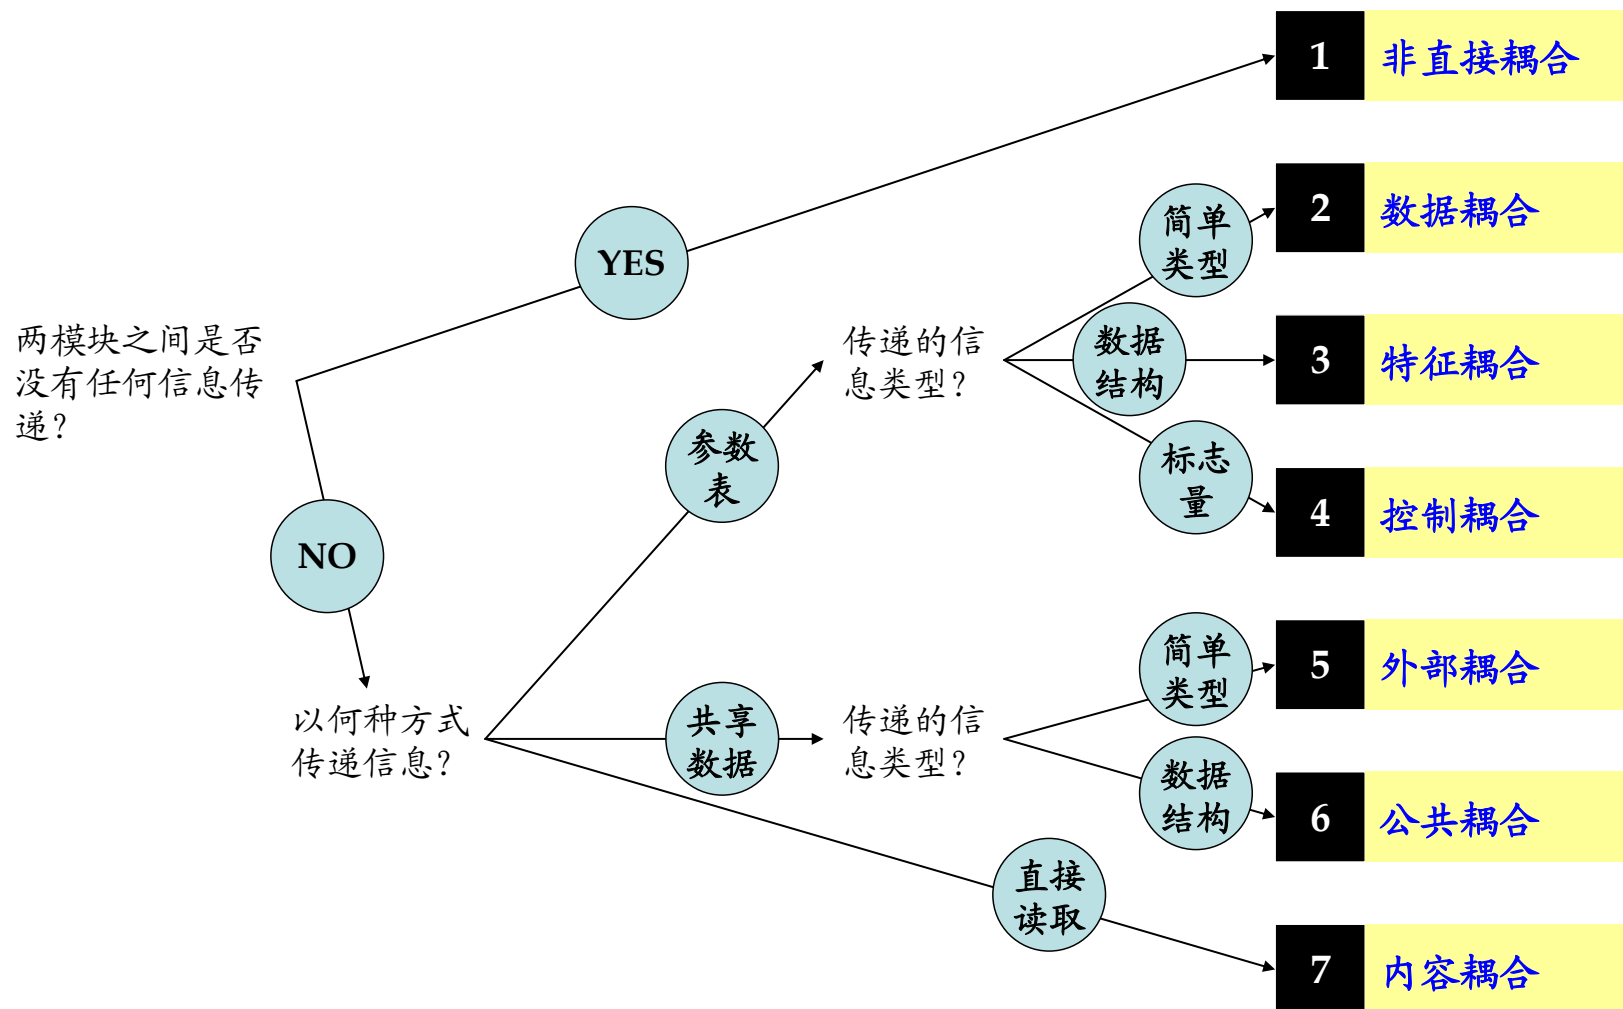 1 非直接耦合
YES
简单
类型
2 数据耦合
两模块之间是否
没有任何信息传
递?
传递的信
息类型?
数据
结构
3 特征耦合
参数
表
标志
量
4 控制耦合
NO
简单
类型
5 外部耦合
以何种方式
传递信息?
共享
数据
传递的信
息类型?
数据
结构
6 公共耦合
直接
读取
7 内容耦合